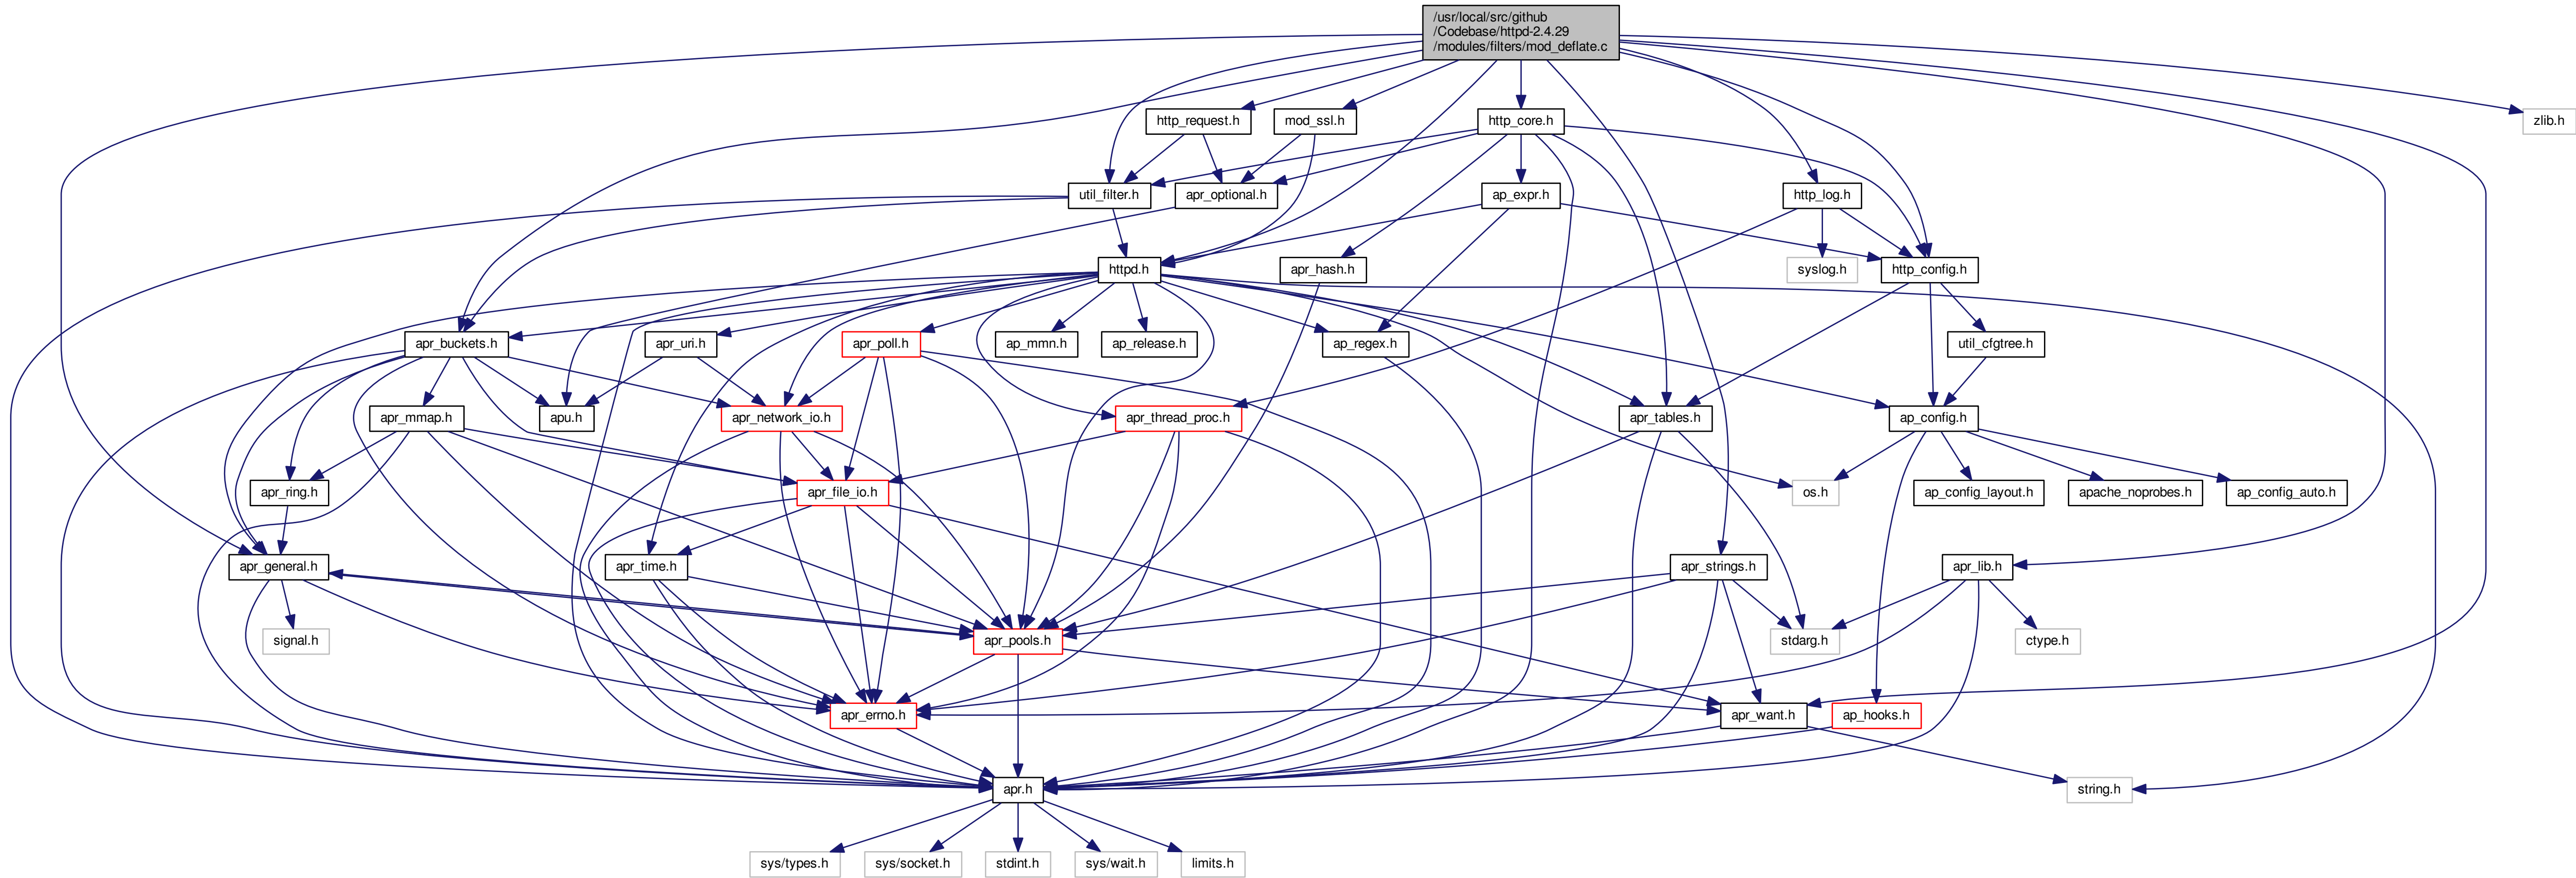 /usr/local/src/github
/Codebase/httpd-2.4.29
/modules/filters/mod_deflate.c
http_request.h
mod_ssl.h
http_core.h
zlib.h
util_filter.h
apr_optional.h
ap_expr.h
http_log.h
httpd.h
apr_hash.h
syslog.h
http_config.h
apr_buckets.h
apr_uri.h
apr_poll.h
ap_mmn.h
ap_release.h
ap_regex.h
util_cfgtree.h
apr_mmap.h
apu.h
apr_network_io.h
apr_thread_proc.h
apr_tables.h
ap_config.h
apr_ring.h
apr_file_io.h
os.h
ap_config_layout.h
apache_noprobes.h
ap_config_auto.h
apr_general.h
apr_time.h
apr_strings.h
apr_lib.h
signal.h
apr_pools.h
stdarg.h
ctype.h
apr_errno.h
apr_want.h
ap_hooks.h
apr.h
string.h
sys/types.h
sys/socket.h
stdint.h
sys/wait.h
limits.h